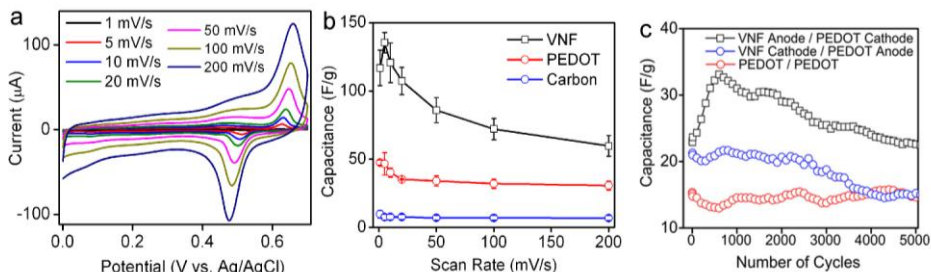 a
1 mV/s
5 mV/s
10 mV/s
20 mV/s
50 mV/s
100 mV/s
200 mV/s
100
0
-100
Current (µA)
0.0 0.2 0.4 0.6
Potential (V vs. Ag/AgCl)
b
VNF
PEDOT
Carbon
150
100
50
0
Capacitance (F/g)
0 50 100 150 200
Scan Rate (mV/s)
c
VNF Anode / PEDOT Cathode
VNF Cathode / PEDOT Anode
PEDOT / PEDOT
40
30
20
10
Capacitance (F/g)
0 1000 2000 3000 4000 5000
Number of Cycles